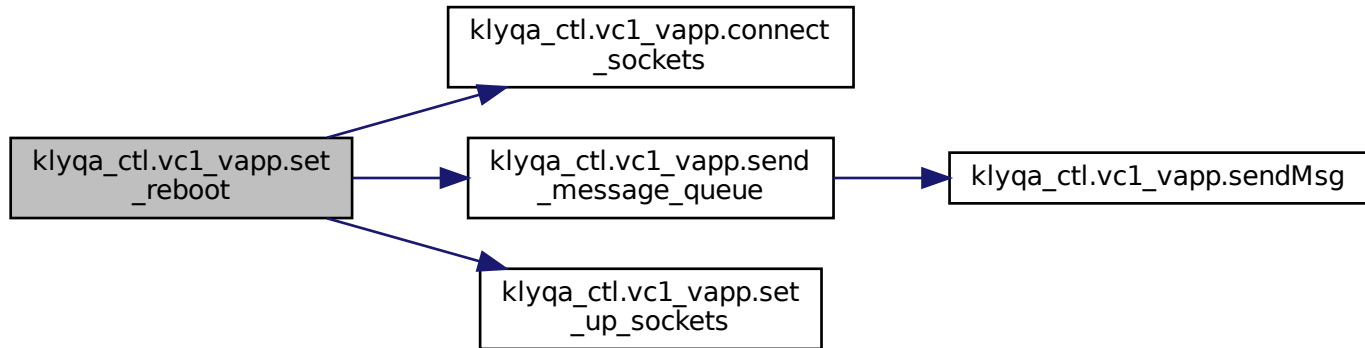 klyqa_ctl.vc1_vapp.set
_reboot
klyqa_ctl.vc1_vapp.connect
_sockets
klyqa_ctl.vc1_vapp.send
_message_queue
klyqa_ctl.vc1_vapp.sendMsg
klyqa_ctl.vc1_vapp.set
_up_sockets